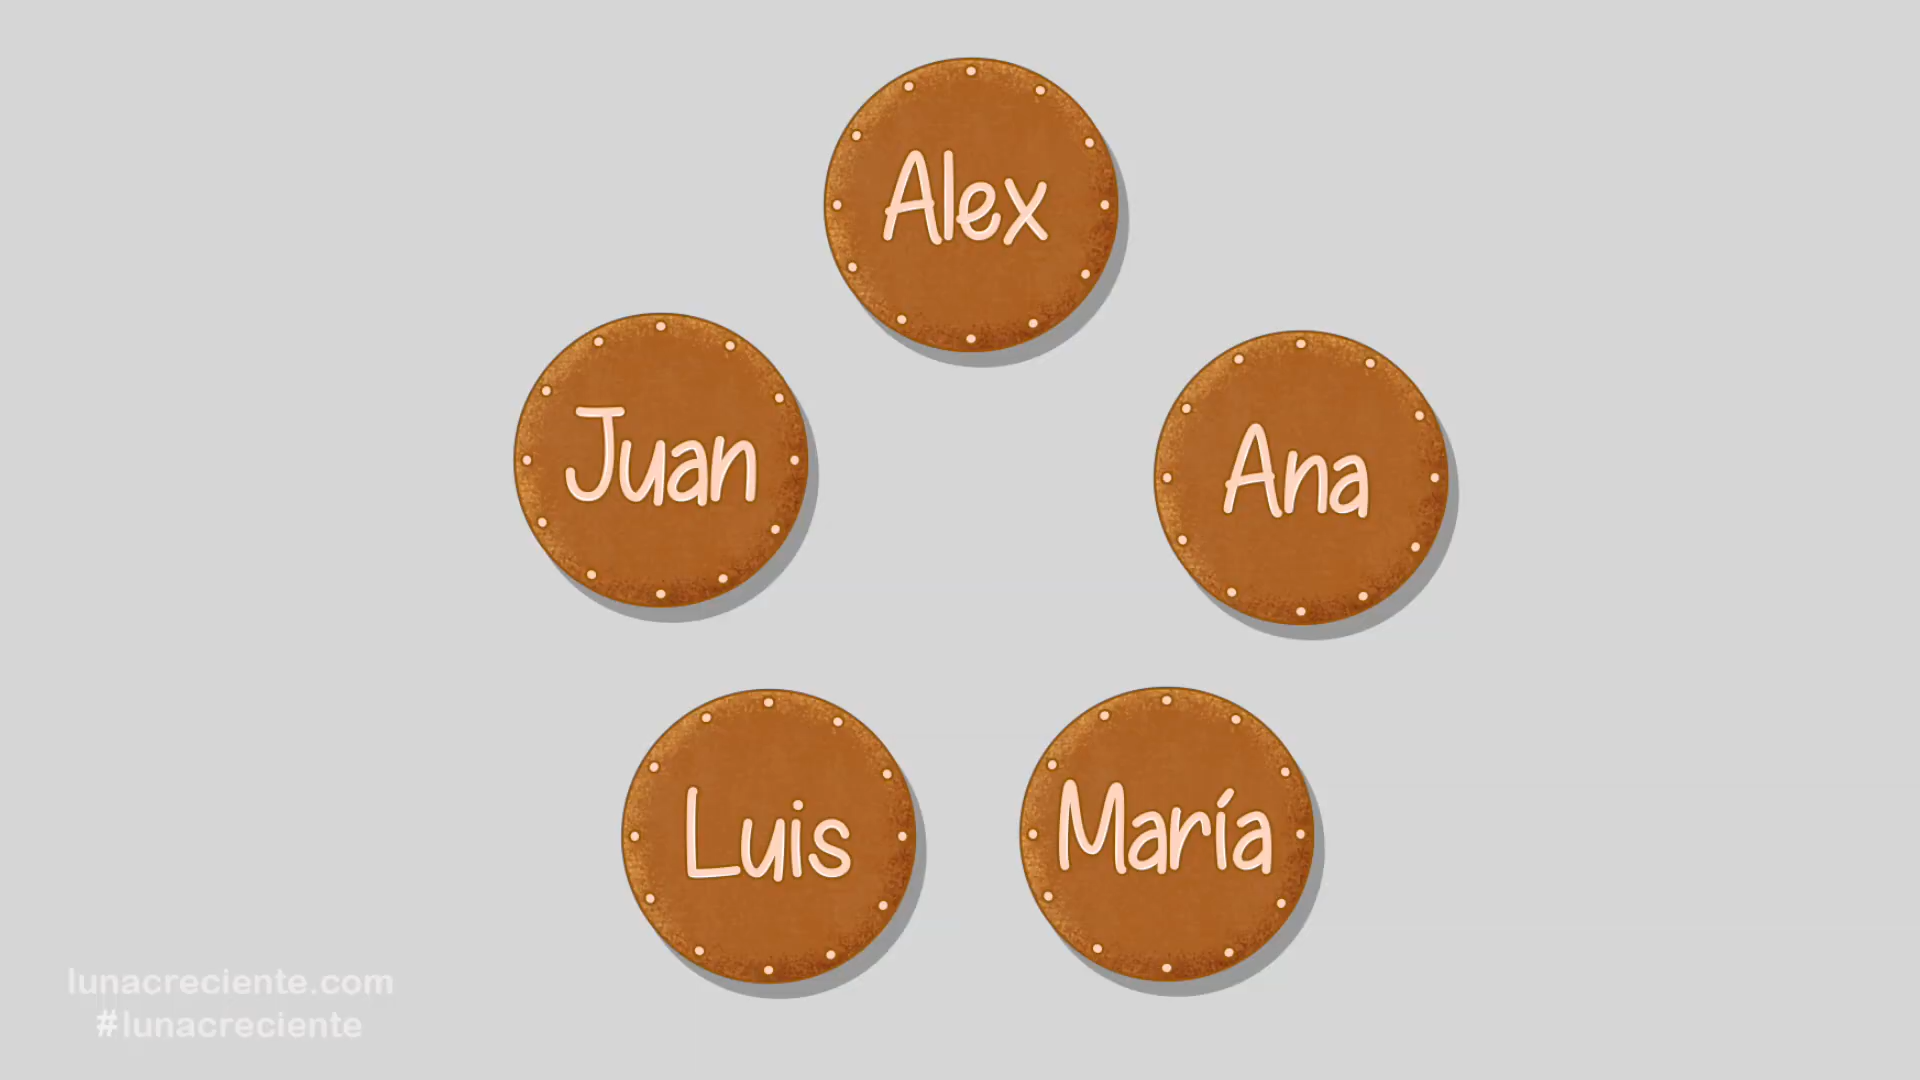 Alex
Juan
Ana
Luis
María
lunacreciente.com
#lunacreciente